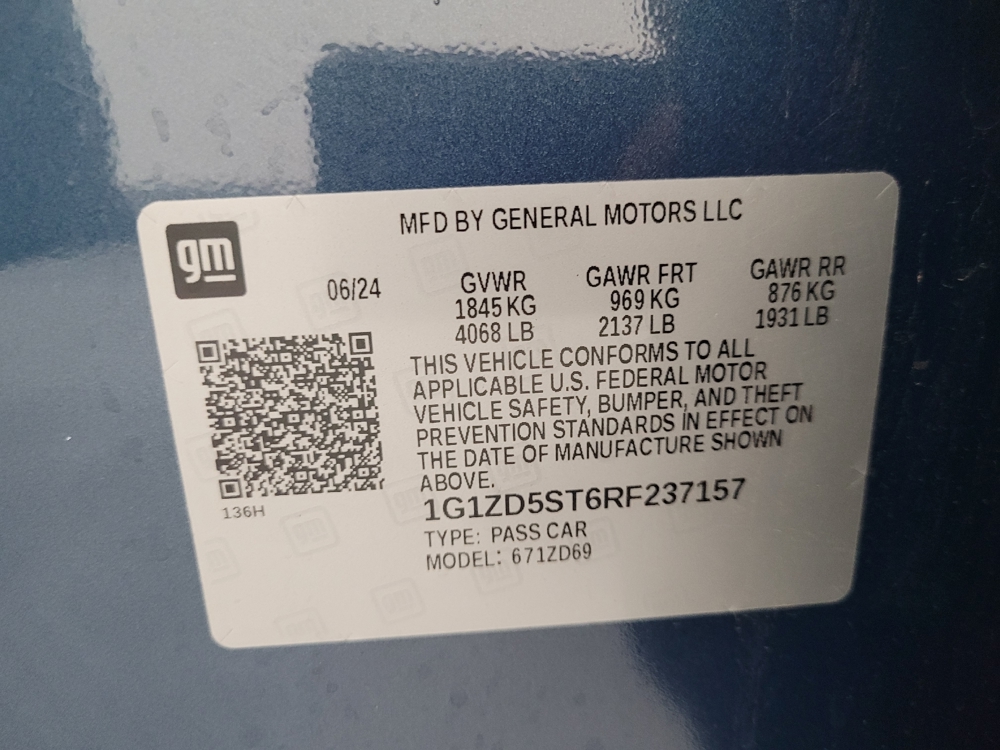 gm
MFD BY GENERAL MOTORS LLC
06/24
GVWR
1845 KG
4068 LB
GAWR FRT
969 KG
2137 LB
GAWR RR
876 KG
1931 LB
THIS VEHICLE CONFORMS TO ALL
APPLICABLE U.S. FEDERAL MOTOR
VEHICLE SAFETY, BUMPER, AND THEFT
PREVENTION STANDARDS IN EFFECT ON
THE DATE OF MANUFACTURE SHOWN
ABOVE.
136H
1G1ZD5ST6RF237157
TYPE: PASS CAR
MODEL: 671ZD69